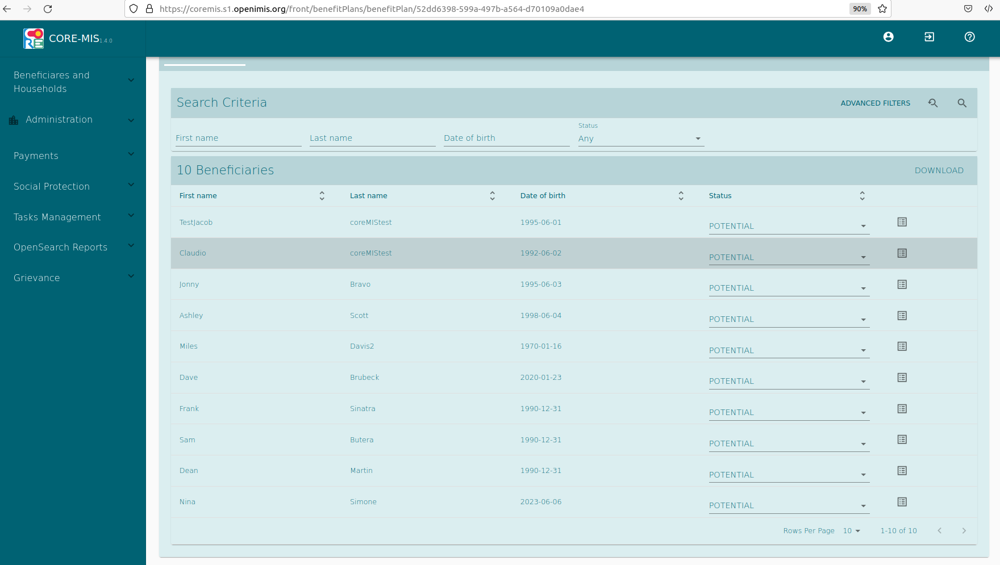 https://coremis.s1.openimis.org/front/benefitPlans/benefitPlan/52dd6398-599a-497b-a564-d70109a0dae4 90%
CORE-MIS 1.4.0
Beneficiares and
Households
Administration
Payments
Social Protection
Tasks Management
OpenSearch Reports
Grievance
Search Criteria ADVANCED FILTERS
Status
First name Last name Date of birth Any
10 Beneficiaries DOWNLOAD
First name Last name Date of birth Status
TestJacob coreMIStest 1995-06-01 POTENTIAL
Claudio coreMIStest 1992-06-02 POTENTIAL
Jonny Bravo 1995-06-03 POTENTIAL
Ashley Scott 1998-06-04 POTENTIAL
Miles Davis2 1970-01-16 POTENTIAL
Dave Brubeck 2020-01-23 POTENTIAL
Frank Sinatra 1990-12-31 POTENTIAL
Sam Butera 1990-12-31 POTENTIAL
Dean Martin 1990-12-31 POTENTIAL
Nina Simone 2023-06-06 POTENTIAL
Rows Per Page 10 1-10 of 10